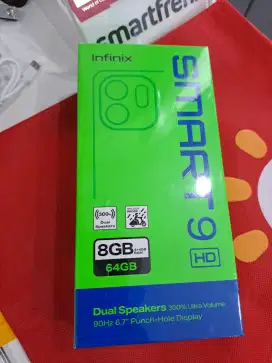 smartfren
Infinix
SMART 9
HD
300%
Dual
Speakers
8GB
64GB
Dual Speakers 300% Ultra Volume
90Hz 6.7" Punch-Hole Display